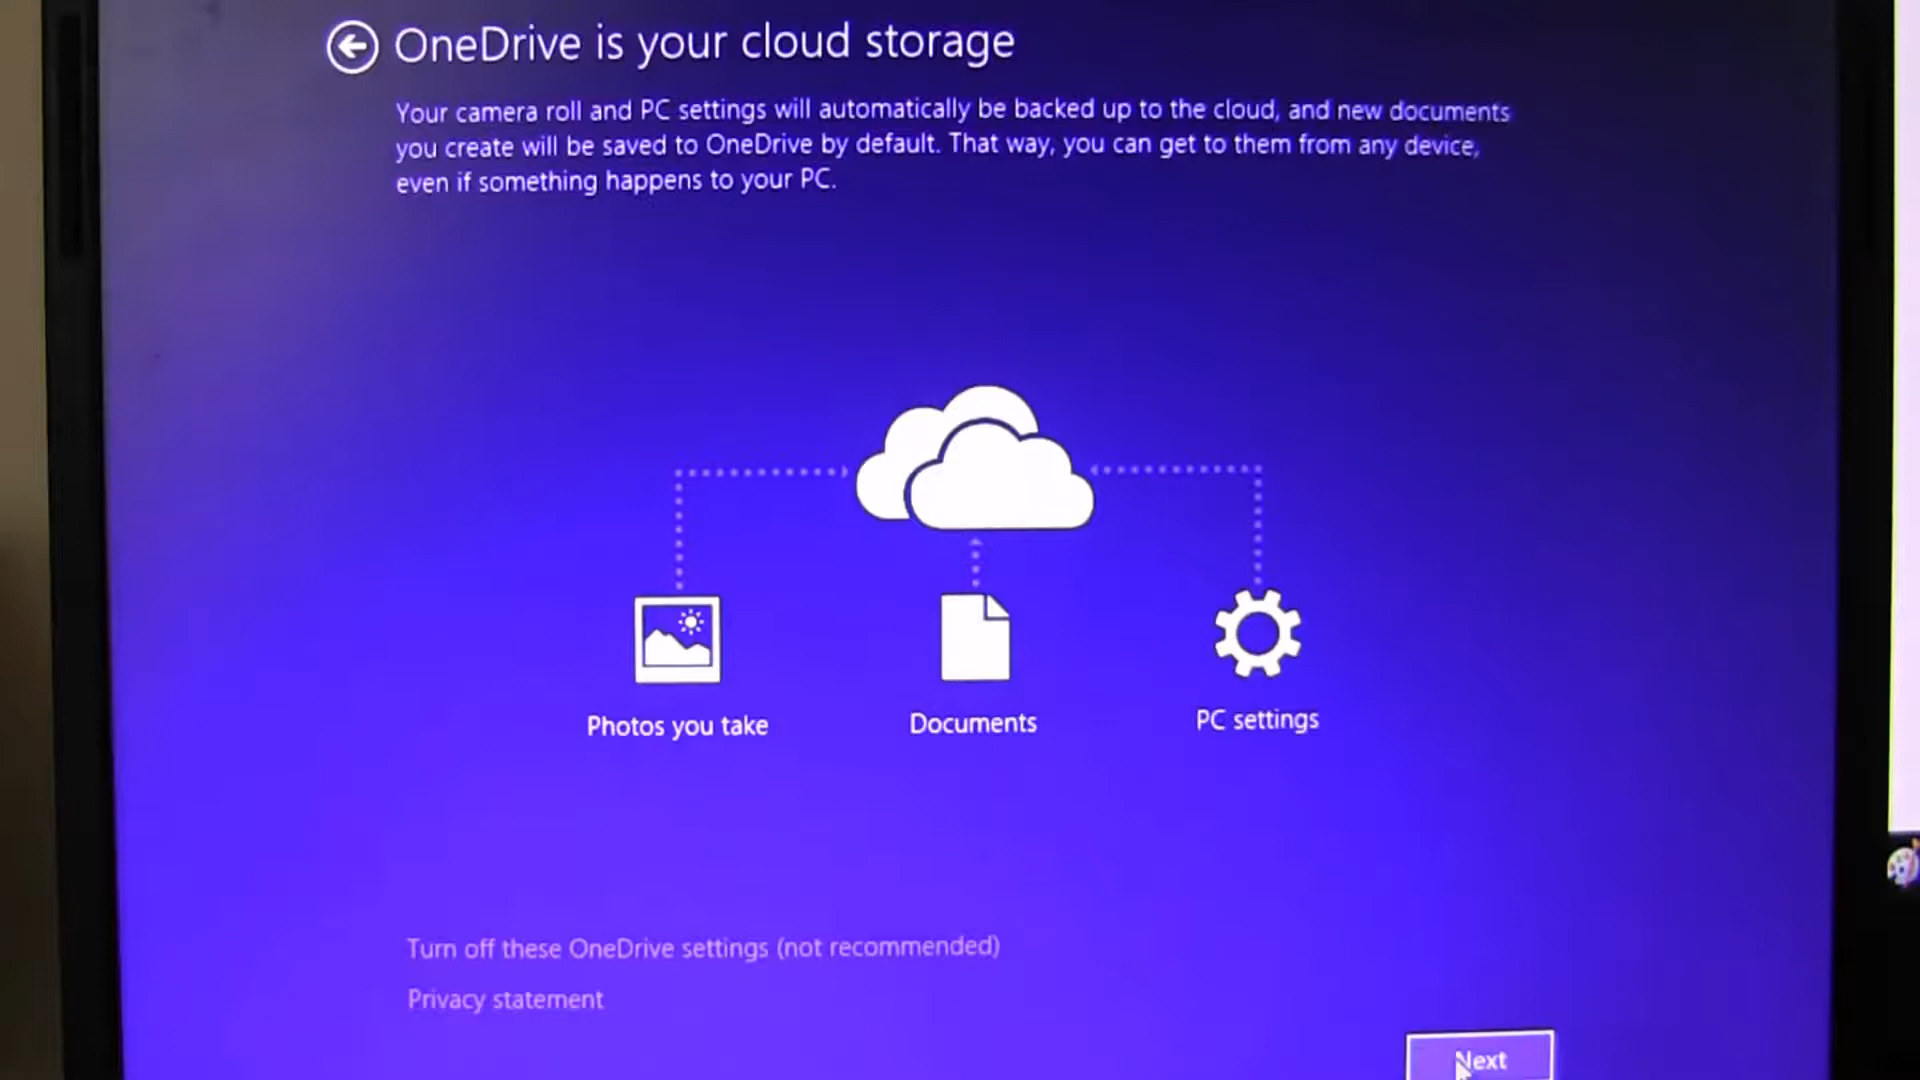 OneDrive is your cloud storage
Your camera roll and PC settings will automatically be backed up to the cloud, and new documents
you create will be saved to OneDrive by default. That way, you can get to them from any device,
even if something happens to your PC.
Photos you take
Documents
PC settings
Turn off these OneDrive settings (not recommended)
Privacy statement
Next